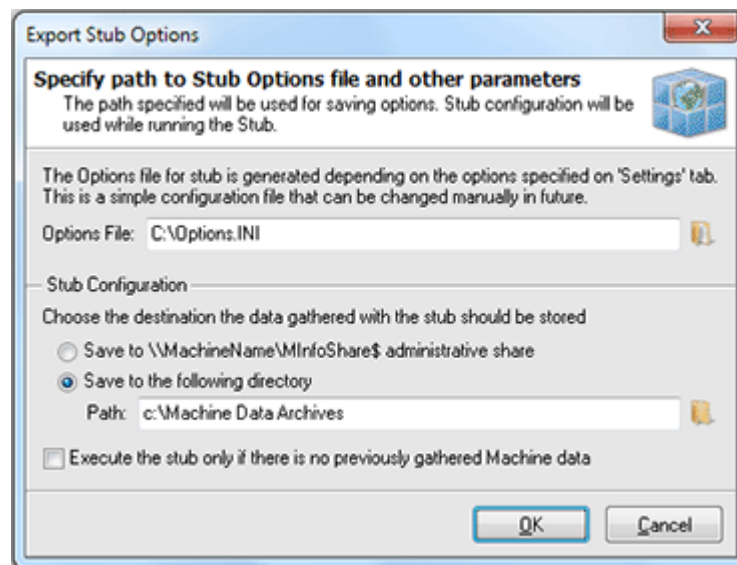 Export Stub Options
Specify path to Stub Options file and other parameters
The path specified will be used for saving options. Stub configuration will be
used while running the Stub.
The Options file for stub is generated depending on the options specified on 'Settings' tab.
This is a simple configuration file that can be changed manually in future.
Options File: C:\Options.INI
Stub Configuration
Choose the destination the data gathered with the stub should be stored
Save to \\MachineName\MInfoShare$ administrative share
Save to the following directory
Path: c:\Machine Data Archives
Execute the stub only if there is no previously gathered Machine data
OK Cancel